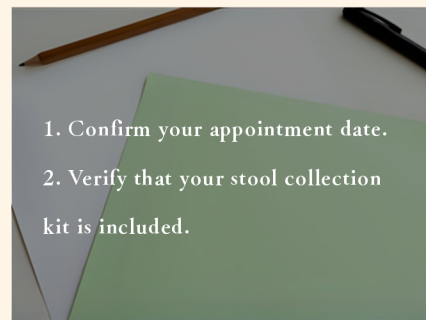 1. Confirm your appointment date.
2. Verify that your stool collection
kit is included.